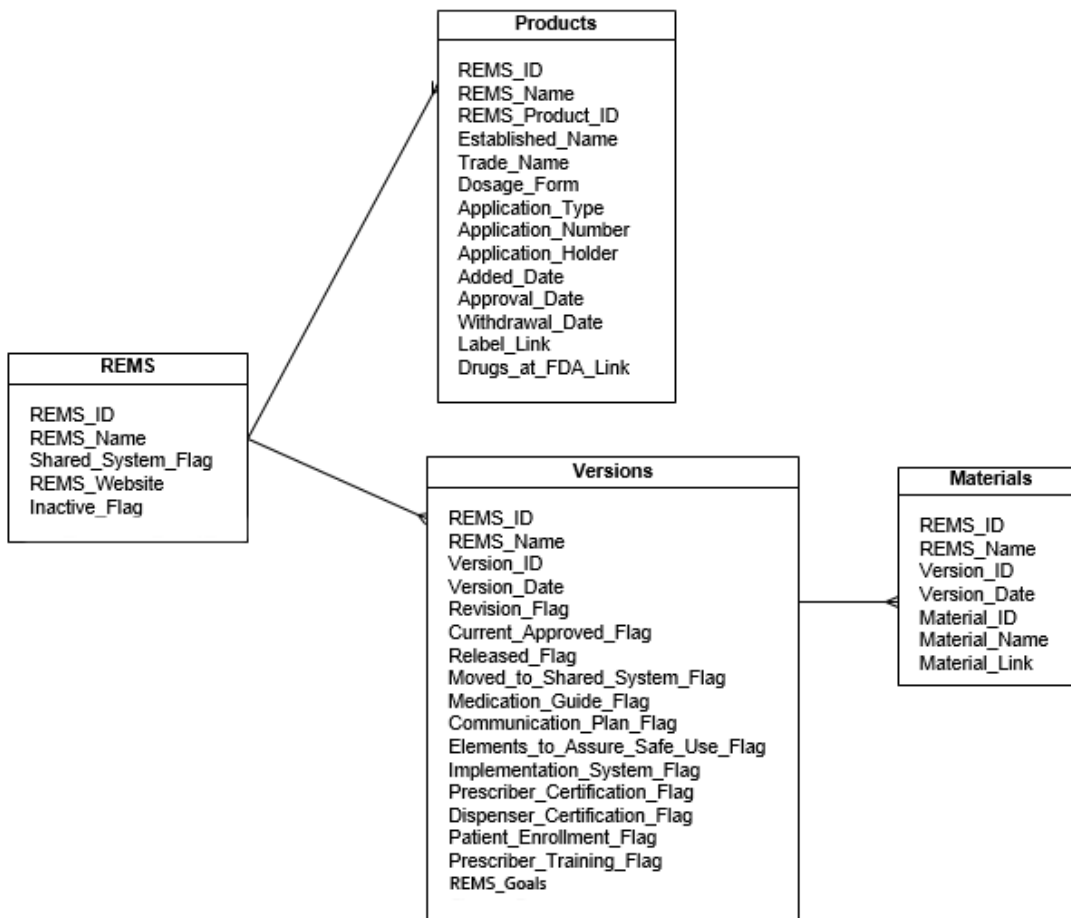 Products
REMS_ID
REMS_Name
REMS_Product_ID
Established_Name
Trade_Name
Dosage_Form
Application_Type
Application_Number
Application_Holder
Added_Date
Approval_Date
Withdrawal_Date
Label_Link
Drugs_at_FDA_Link
REMS
REMS_ID
REMS_Name
Shared_System_Flag
REMS_Website
Inactive_Flag
Versions
REMS_ID
REMS_Name
Version_ID
Version_Date
Revision_Flag
Current_Approved_Flag
Released_Flag
Moved_to_Shared_System_Flag
Medication_Guide_Flag
Communication_Plan_Flag
Elements_to_Assure_Safe_Use_Flag
Implementation_System_Flag
Prescriber_Certification_Flag
Dispenser_Certification_Flag
Patient_Enrollment_Flag
Prescriber_Training_Flag
REMS_Goals
Materials
REMS_ID
REMS_Name
Version_ID
Version_Date
Material_ID
Material_Name
Material_Link